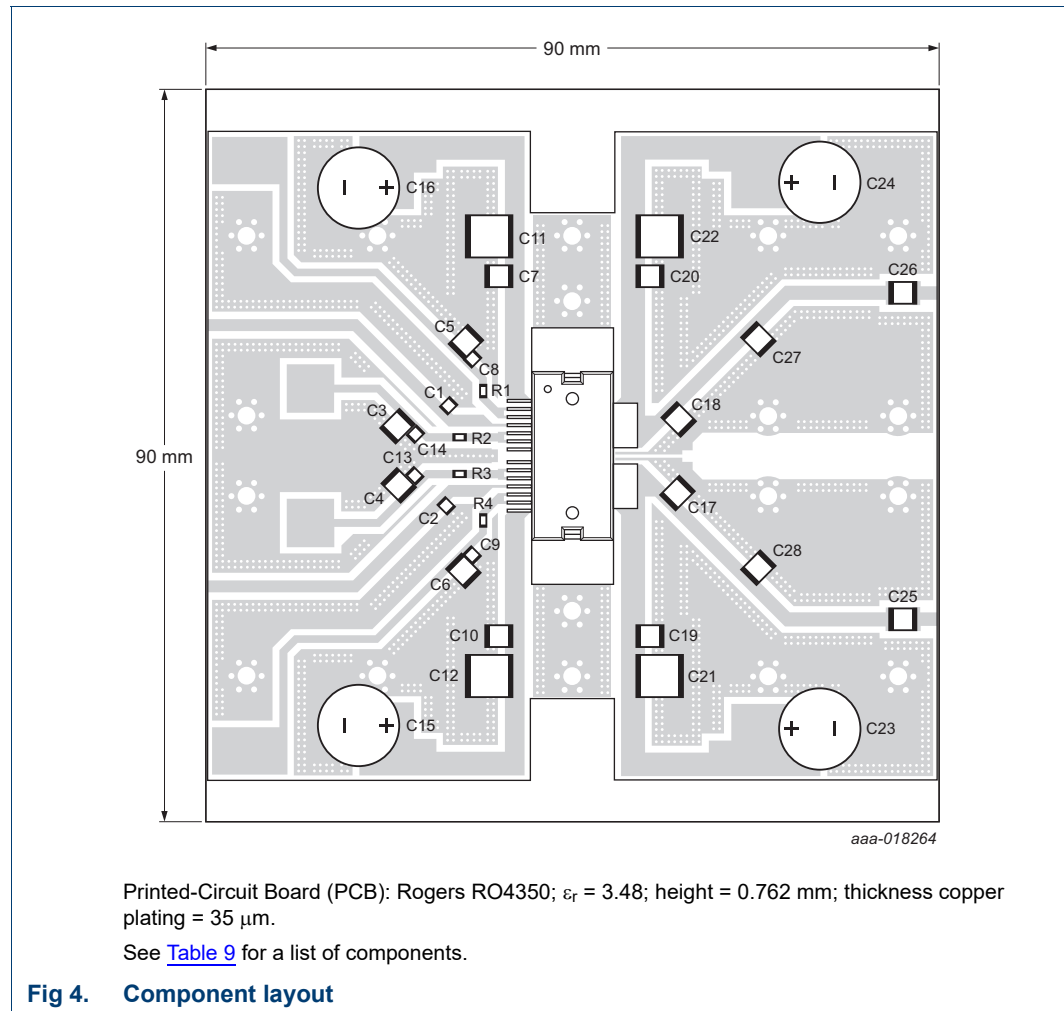 90 mm
C16
C24
C11
C22
C7
C20
C26
C5
C27
C8
C1
R1
C3
C18
C14
R2
90 mm
C13
R3
C4
C17
C2
R4
C9
C6
C28
C25
C10
C19
C12
C21
C15
C23
aaa-018264
Printed-Circuit Board (PCB): Rogers RO4350; εr = 3.48; height = 0.762 mm; thickness copper
plating = 35 μm.
See Table 9 for a list of components.
Fig 4. Component layout